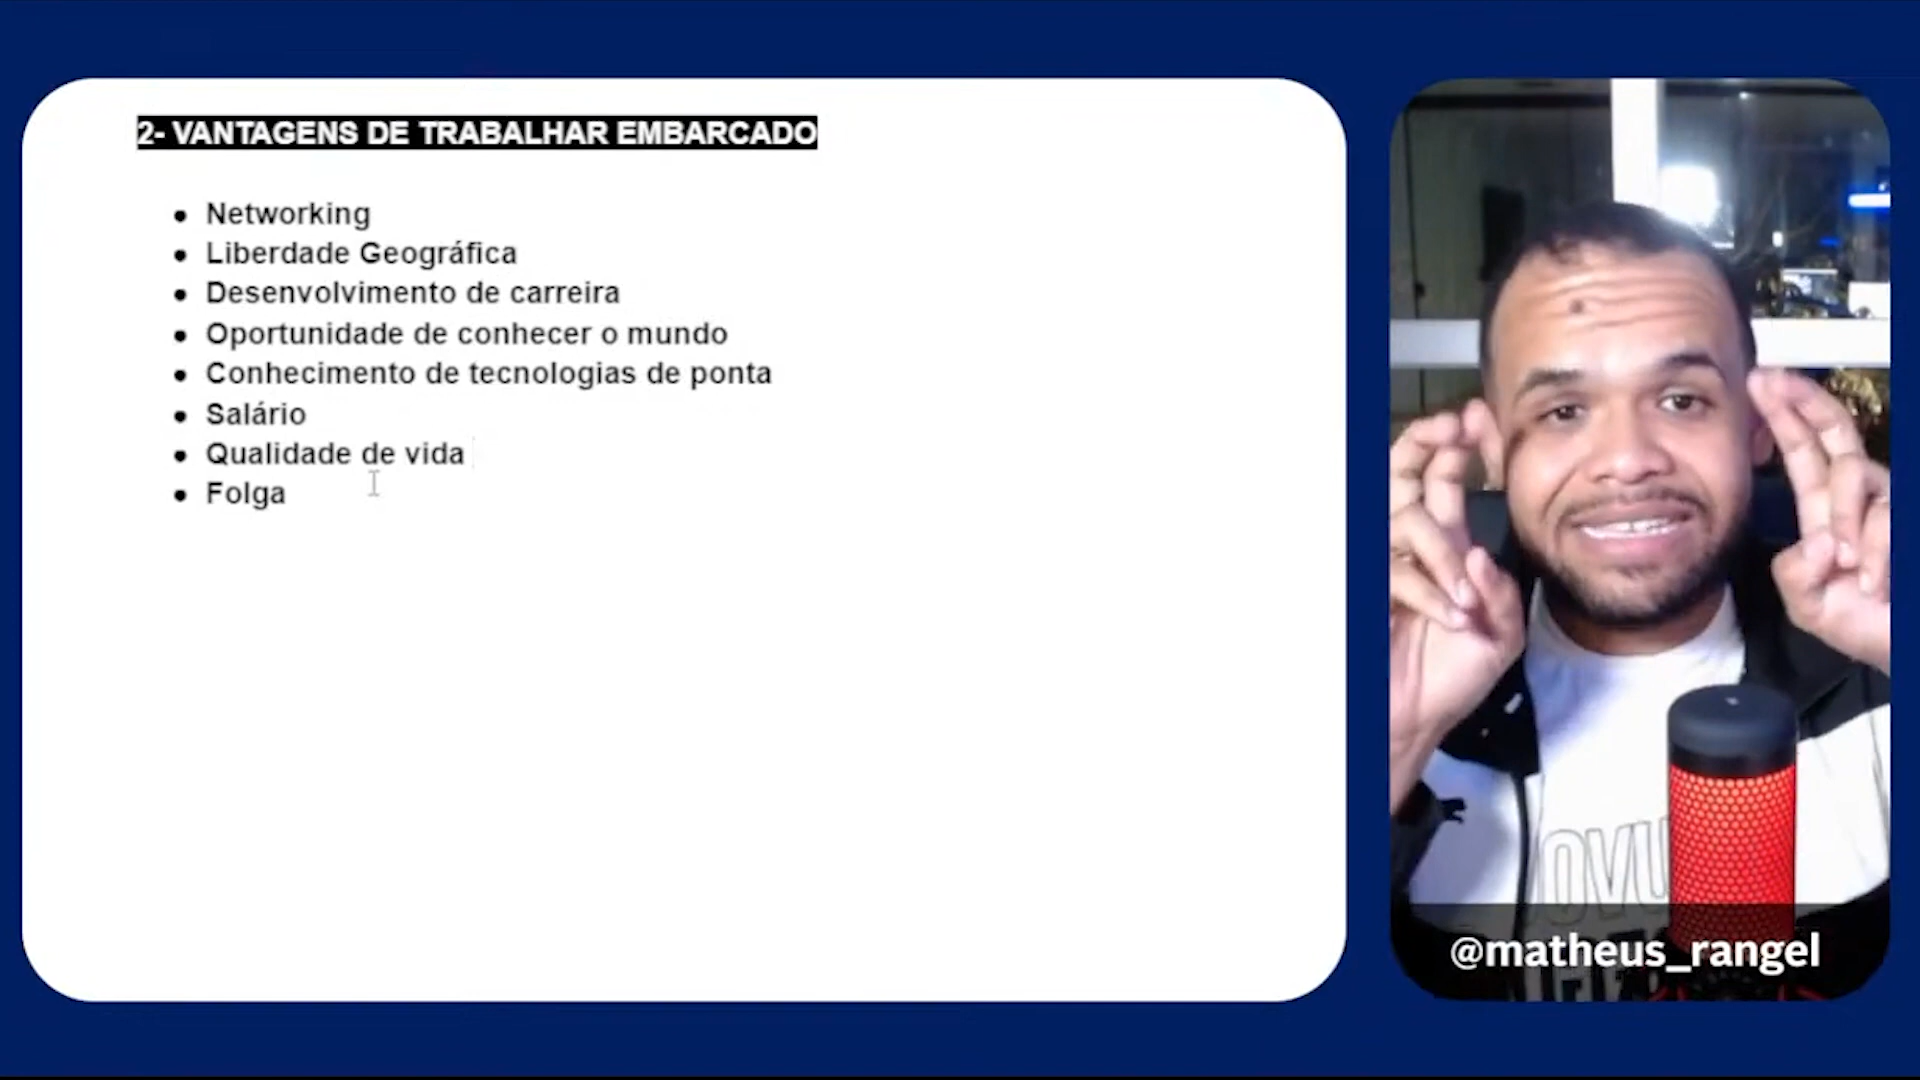 2- VANTAGENS DE TRABALHAR EMBARCADO
Networking
Liberdade Geográfica
Desenvolvimento de carreira
Oportunidade de conhecer o mundo
Conhecimento de tecnologias de ponta
Salário
Qualidade de vida
Folga
@matheus_rangel